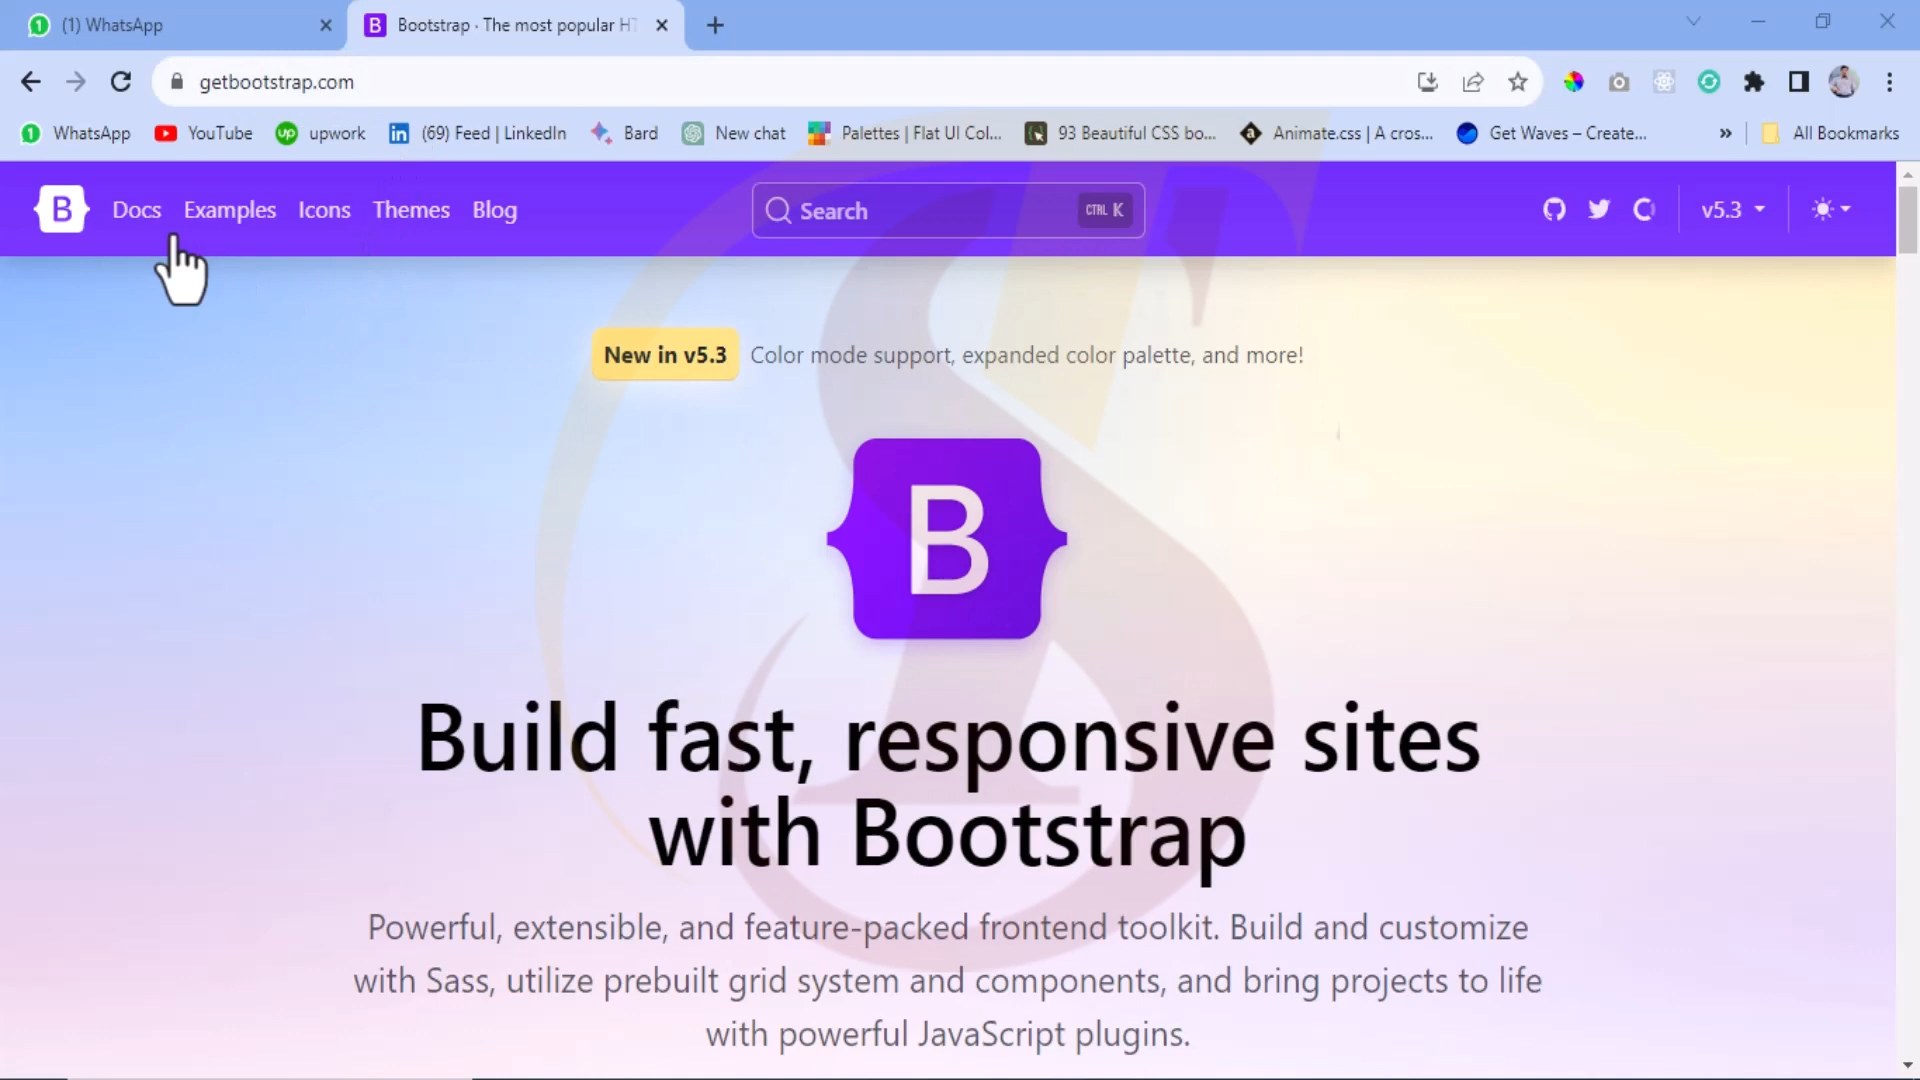 (1) WhatsApp
Bootstrap · The most popular HT
getbootstrap.com
WhatsApp YouTube upwork (69) Feed | LinkedIn Bard New chat Palettes | Flat UI Col... 93 Beautiful CSS bo... Animate.css | A cros... Get Waves – Create... » All Bookmarks
B Docs Examples Icons Themes Blog Search CTRL K v5.3
New in v5.3 Color mode support, expanded color palette, and more!
B
Build fast, responsive sites
with Bootstrap
Powerful, extensible, and feature-packed frontend toolkit. Build and customize
with Sass, utilize prebuilt grid system and components, and bring projects to life
with powerful JavaScript plugins.